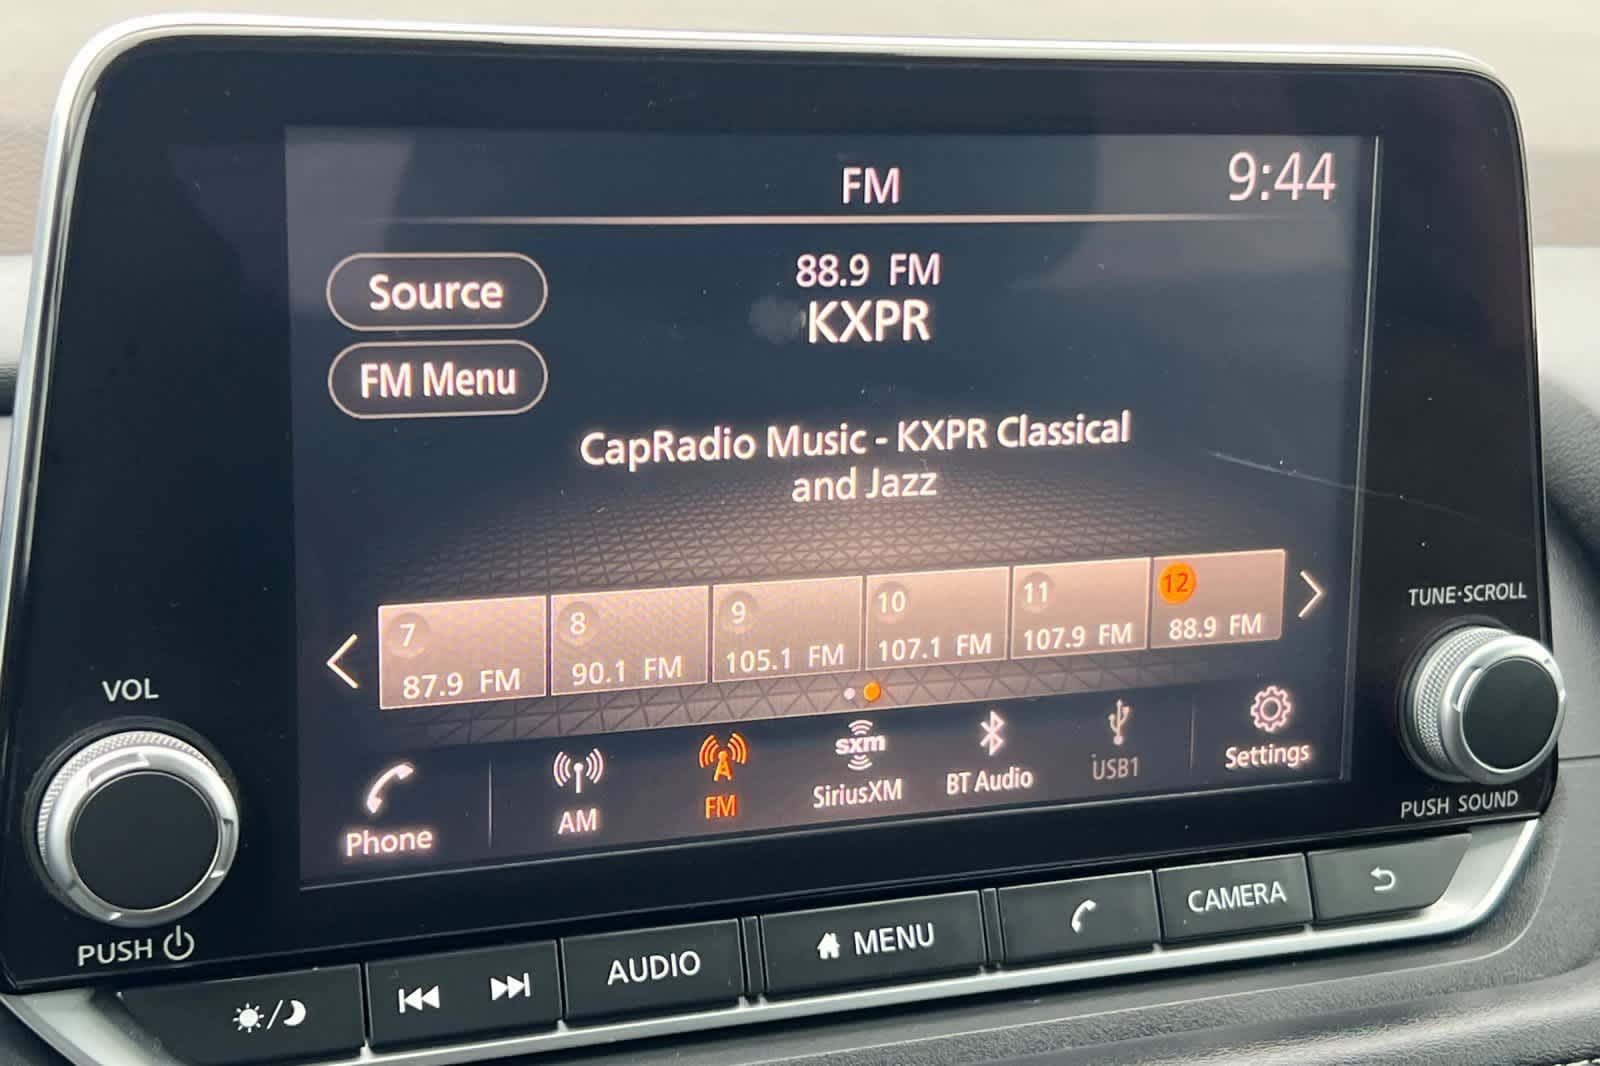 FM
9:44
Source
88.9 FM
KXPR
FM Menu
CapRadio Music - KXPR Classical
and Jazz
7
87.9 FM
8
90.1 FM
9
105.1 FM
10
107.1 FM
11
107.9 FM
12
88.9 FM
Phone
AM
FM
sxm
SiriusXM
BT Audio
USB1
Settings
VOL
PUSH
TUNE·SCROLL
PUSH SOUND
AUDIO
MENU
CAMERA